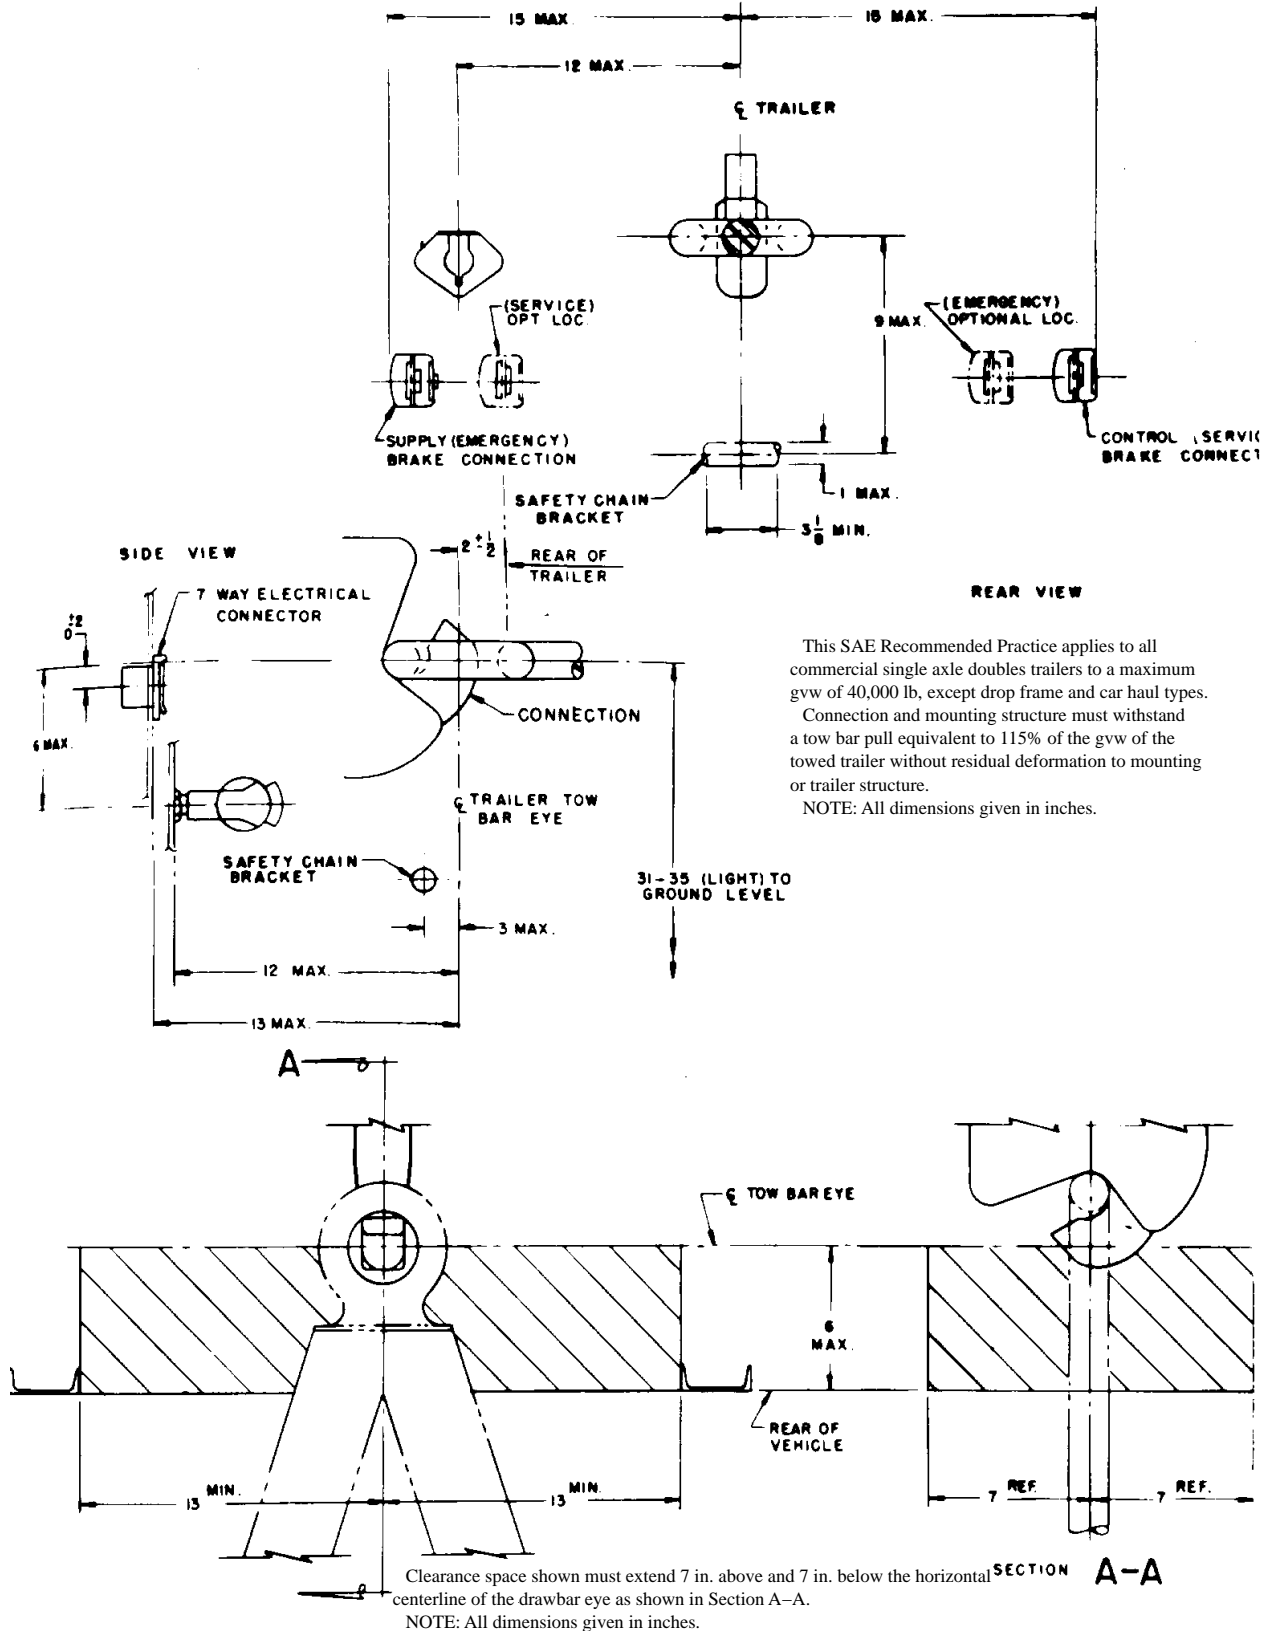 15 MAX.
15 MAX.
12 MAX.
℄ TRAILER
(SERVICE)
OPT LOC.
9 MAX.
(EMERGENCY)
OPTIONAL LOC.
SUPPLY (EMERGENCY)
BRAKE CONNECTION
CONTROL (SERVIC
BRAKE CONNECT
SAFETY CHAIN
BRACKET
1 MAX.
3 1/8 MIN.
SIDE VIEW
2 ± 1/2
REAR OF
TRAILER
7 WAY ELECTRICAL
CONNECTOR
REAR VIEW
±2
0
This SAE Recommended Practice applies to all
commercial single axle doubles trailers to a maximum
gvw of 40,000 lb, except drop frame and car haul types.
Connection and mounting structure must withstand
a tow bar pull equivalent to 115% of the gvw of the
towed trailer without residual deformation to mounting
or trailer structure.
NOTE: All dimensions given in inches.
CONNECTION
6 MAX.
℄ TRAILER TOW
BAR EYE
SAFETY CHAIN
BRACKET
31-35 (LIGHT) TO
GROUND LEVEL
3 MAX.
12 MAX.
13 MAX.
A
℄ TOW BAR EYE
6
MAX.
REAR OF
VEHICLE
13 MIN.
13 MIN.
7 REF.
7 REF.
SECTION A-A
Clearance space shown must extend 7 in. above and 7 in. below the horizontal
centerline of the drawbar eye as shown in Section A–A.
NOTE: All dimensions given in inches.